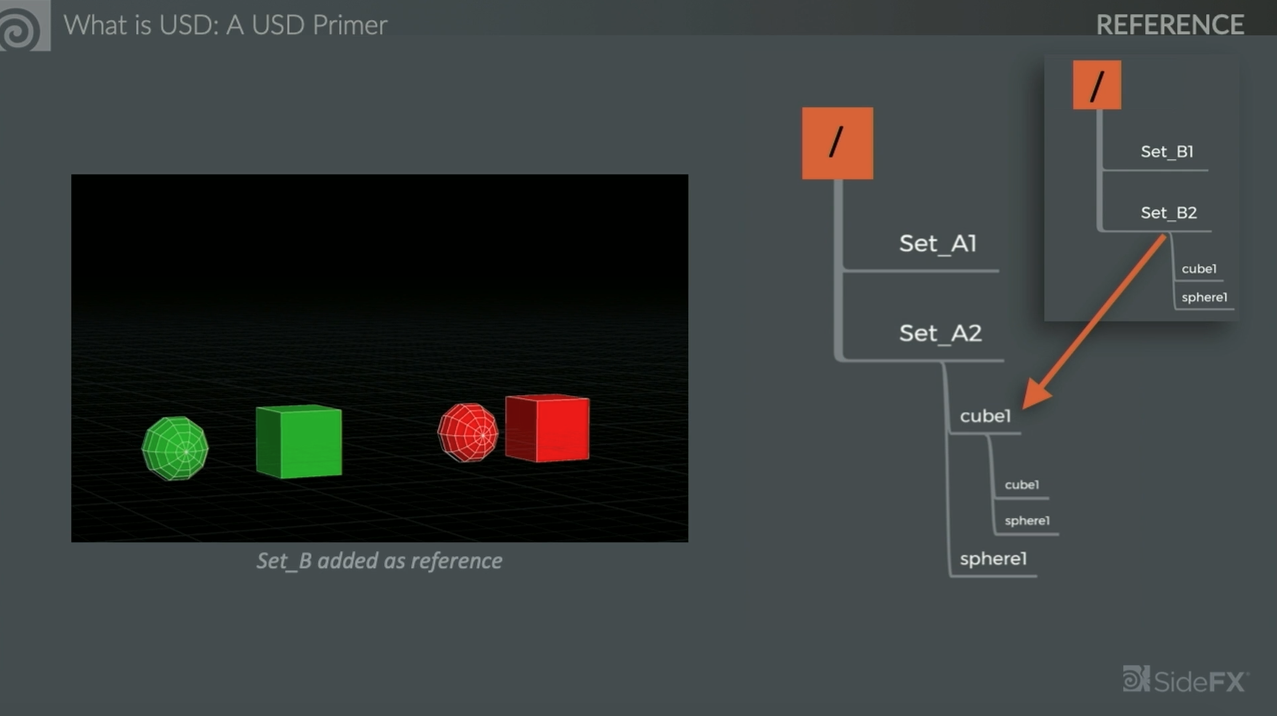 What is USD: A USD Primer
REFERENCE
/
Set_B1
Set_B2
cube1
sphere1
/
Set_A1
Set_A2
cube1
cube1
sphere1
sphere1
Set_B added as reference
SideFX